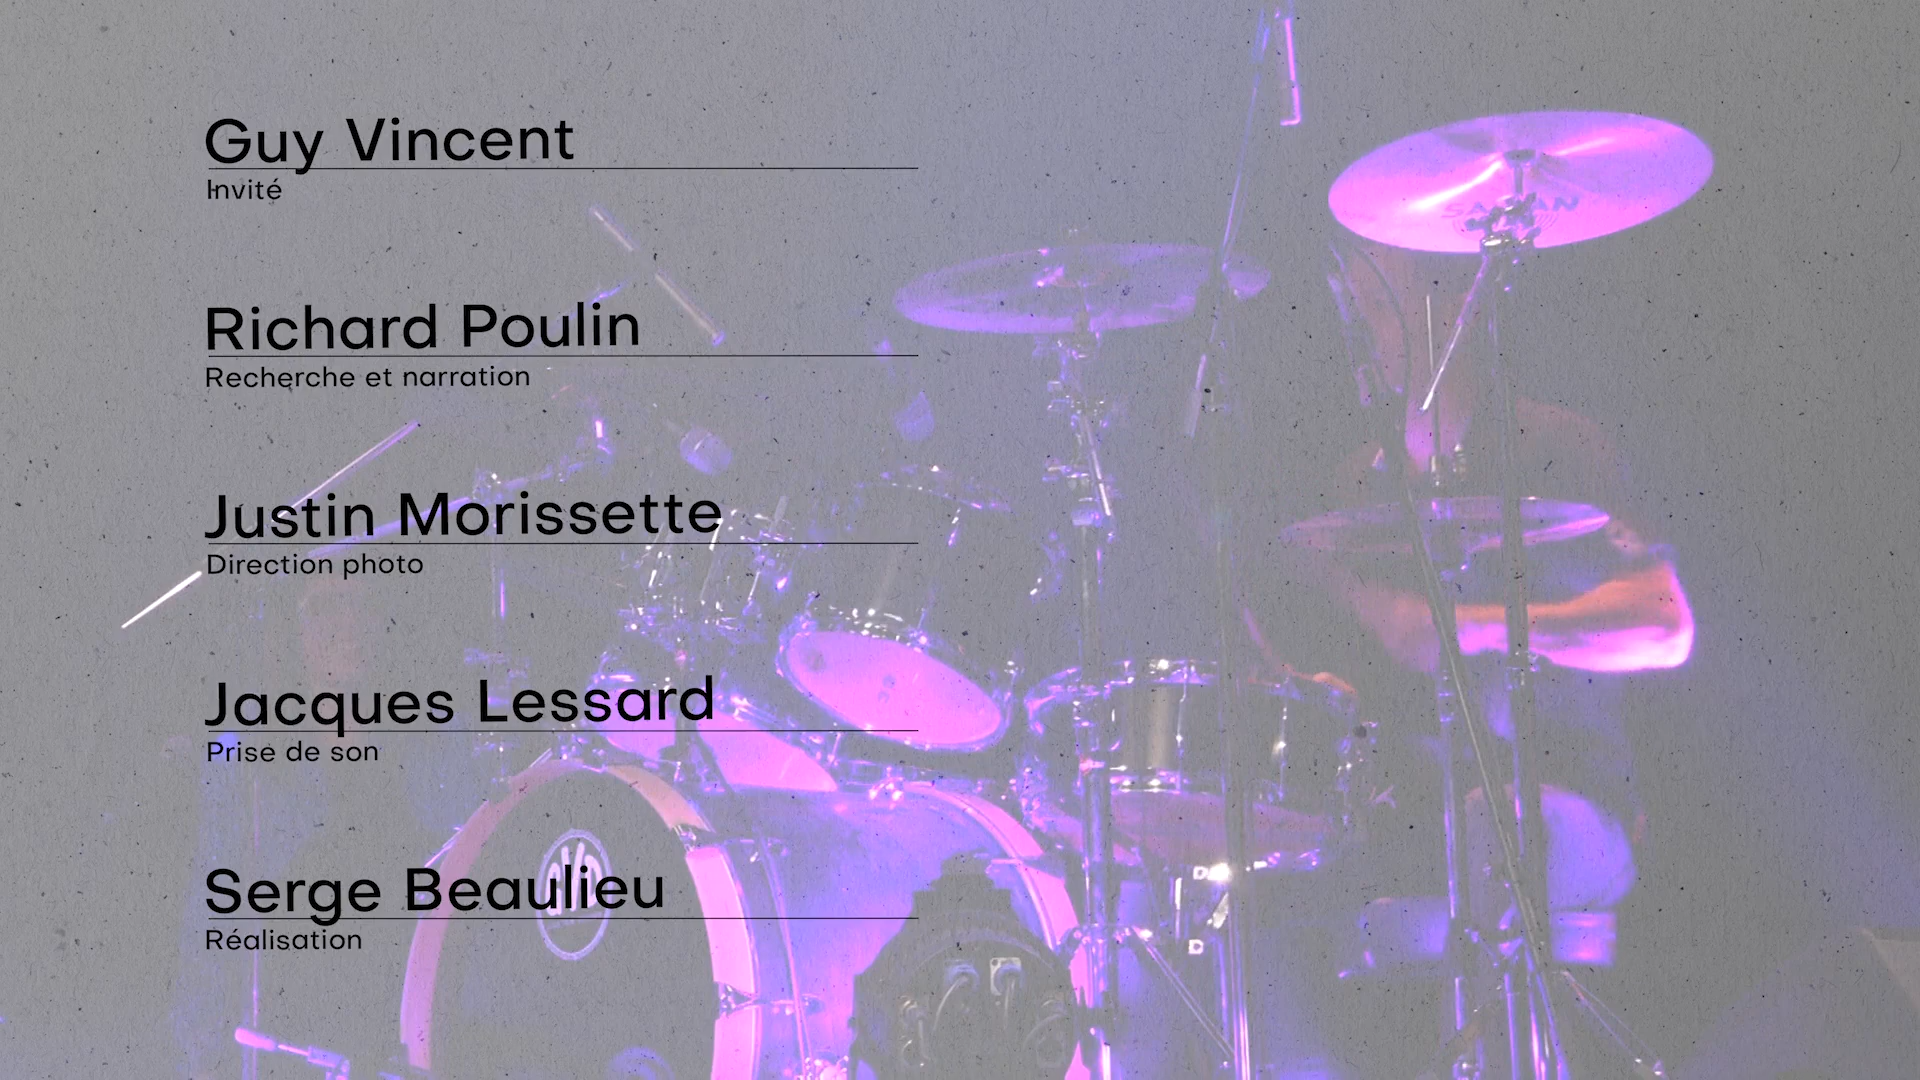 Guy Vincent
Invité
Richard Poulin
Recherche et narration
Justin Morissette
Direction photo
Jacques Lessard
Prise de son
Serge Beaulieu
Réalisation